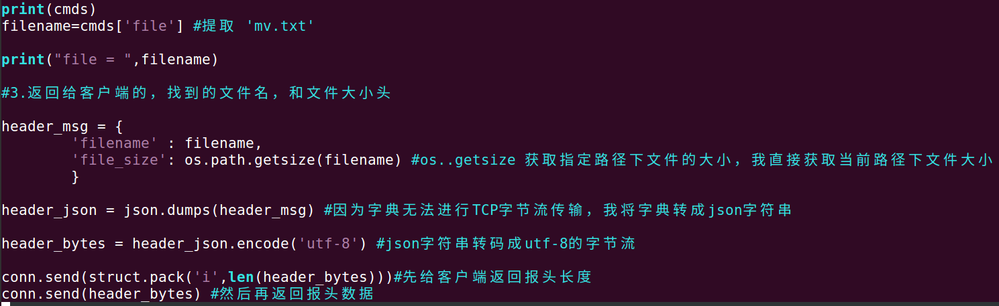 print(cmds)
filename=cmds['file'] #提取 'mv.txt'
print("file = ",filename)
#3.返回给客户端的，找到的文件名，和文件大小头
header_msg = {
'filename' : filename,
'file_size': os.path.getsize(filename) #os..getsize 获取指定路径下文件的大小，我直接获取当前路径下文件大小
}
header_json = json.dumps(header_msg) #因为字典无法进行TCP字节流传输，我将字典转成json字符串
header_bytes = header_json.encode('utf-8') #json字符串转码成utf-8的字节流
conn.send(struct.pack('i',len(header_bytes)))#先给客户端返回报头长度
conn.send(header_bytes) #然后再返回报头数据